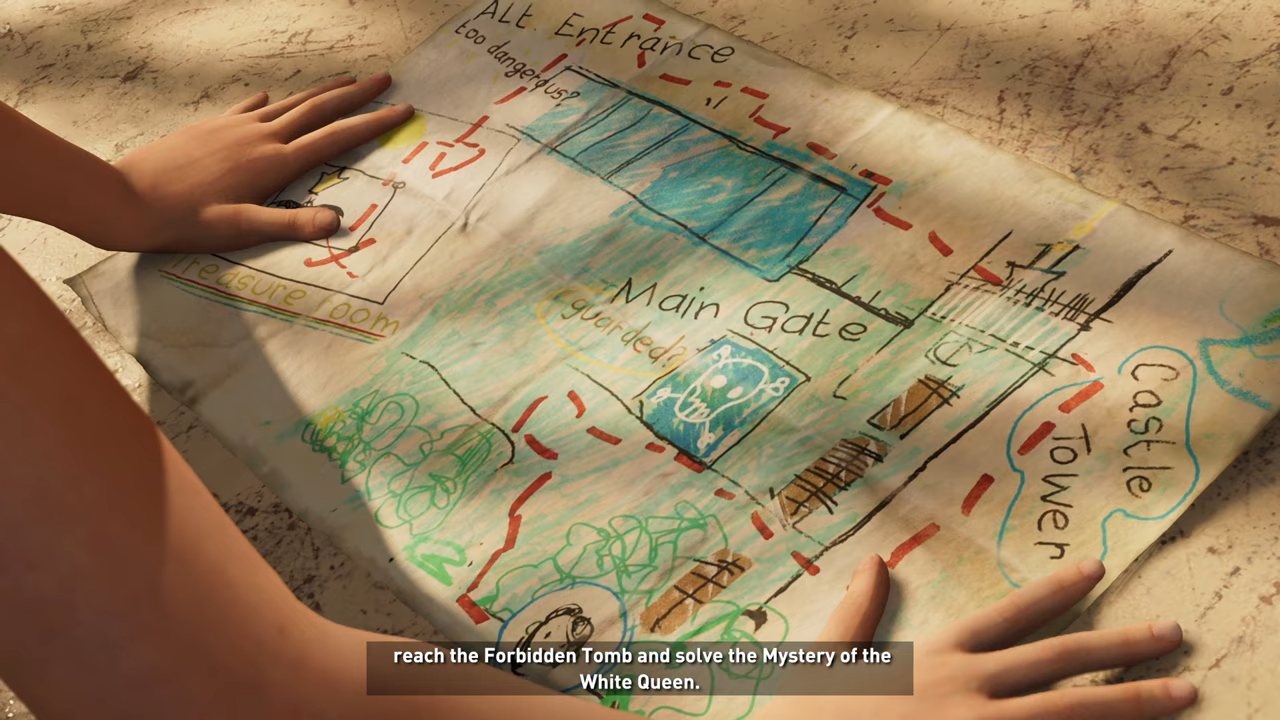 ALt. Entrance
too dangerous?
Main Gate
(guarded?)
Treasure room
Castle
Tower
reach the Forbidden Tomb and solve the Mystery of the
White Queen.